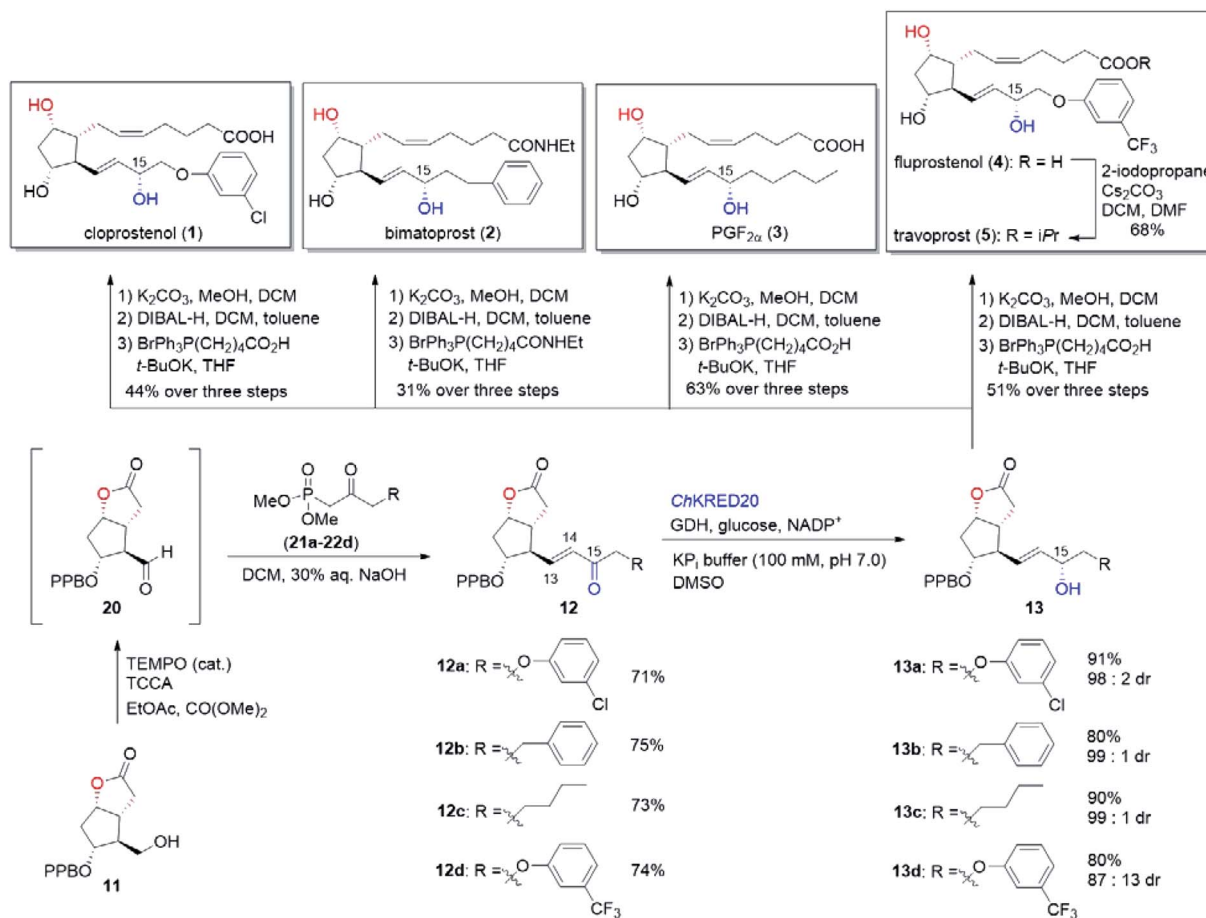 HO
COOH
15
O
HO
OH
Cl
cloprostenol (1)
HO
CONHEt
15
HO
OH
bimatoprost (2)
HO
COOH
15
HO
OH
PGF2α (3)
HO
COOR
15
O
HO
OH
CF3
fluprostenol (4): R = H
2-iodopropane
Cs2CO3
DCM, DMF
68%
travoprost (5): R = iPr
1) K2CO3, MeOH, DCM
2) DIBAL-H, DCM, toluene
3) BrPh3P(CH2)4CO2H
t-BuOK, THF
44% over three steps
1) K2CO3, MeOH, DCM
2) DIBAL-H, DCM, toluene
3) BrPh3P(CH2)4CONHEt
t-BuOK, THF
31% over three steps
1) K2CO3, MeOH, DCM
2) DIBAL-H, DCM, toluene
3) BrPh3P(CH2)4CO2H
t-BuOK, THF
63% over three steps
1) K2CO3, MeOH, DCM
2) DIBAL-H, DCM, toluene
3) BrPh3P(CH2)4CO2H
t-BuOK, THF
51% over three steps
O
O
H
O
PPBO
20
O O
MeO P R
OMe
(21a-22d)
DCM, 30% aq. NaOH
O
O
14
15
13
R
O
PPBO
12
ChKRED20
GDH, glucose, NADP+
KPi buffer (100 mM, pH 7.0)
DMSO
O
O
15
R
OH
PPBO
13
TEMPO (cat.)
TCCA
EtOAc, CO(OMe)2
O
O
OH
PPBO
11
12a: R = O Cl 71%
12b: R = 75%
12c: R = 73%
12d: R = O CF3 74%
13a: R = O Cl 91%
98 : 2 dr
13b: R = 80%
99 : 1 dr
13c: R = 90%
99 : 1 dr
13d: R = O CF3 80%
87 : 13 dr